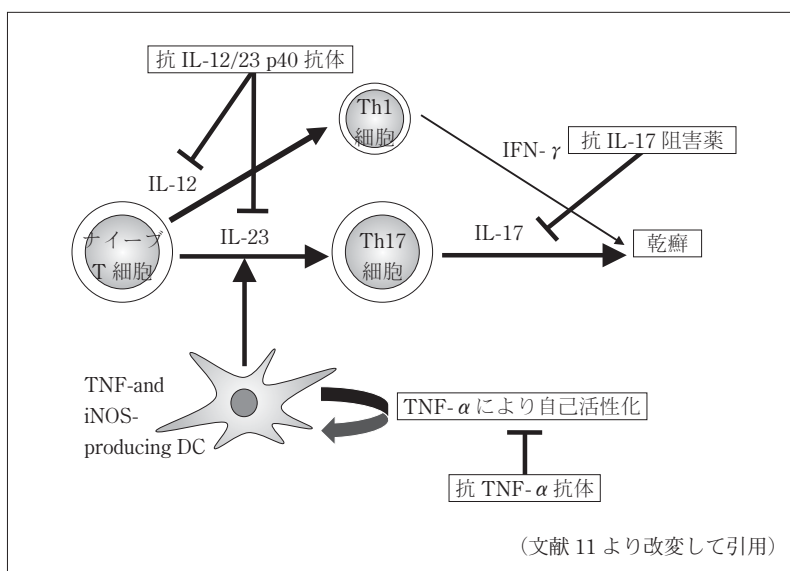 抗 IL-12/23 p40 抗体
Th1
細胞
IFN-γ
抗 IL-17 阻害薬
IL-12
ナイーブ
T 細胞
IL-23
Th17
細胞
IL-17
乾癬
TNF-and
iNOS-
producing DC
TNF-α により自己活性化
抗 TNF-α 抗体
（文献 11 より改変して引用）